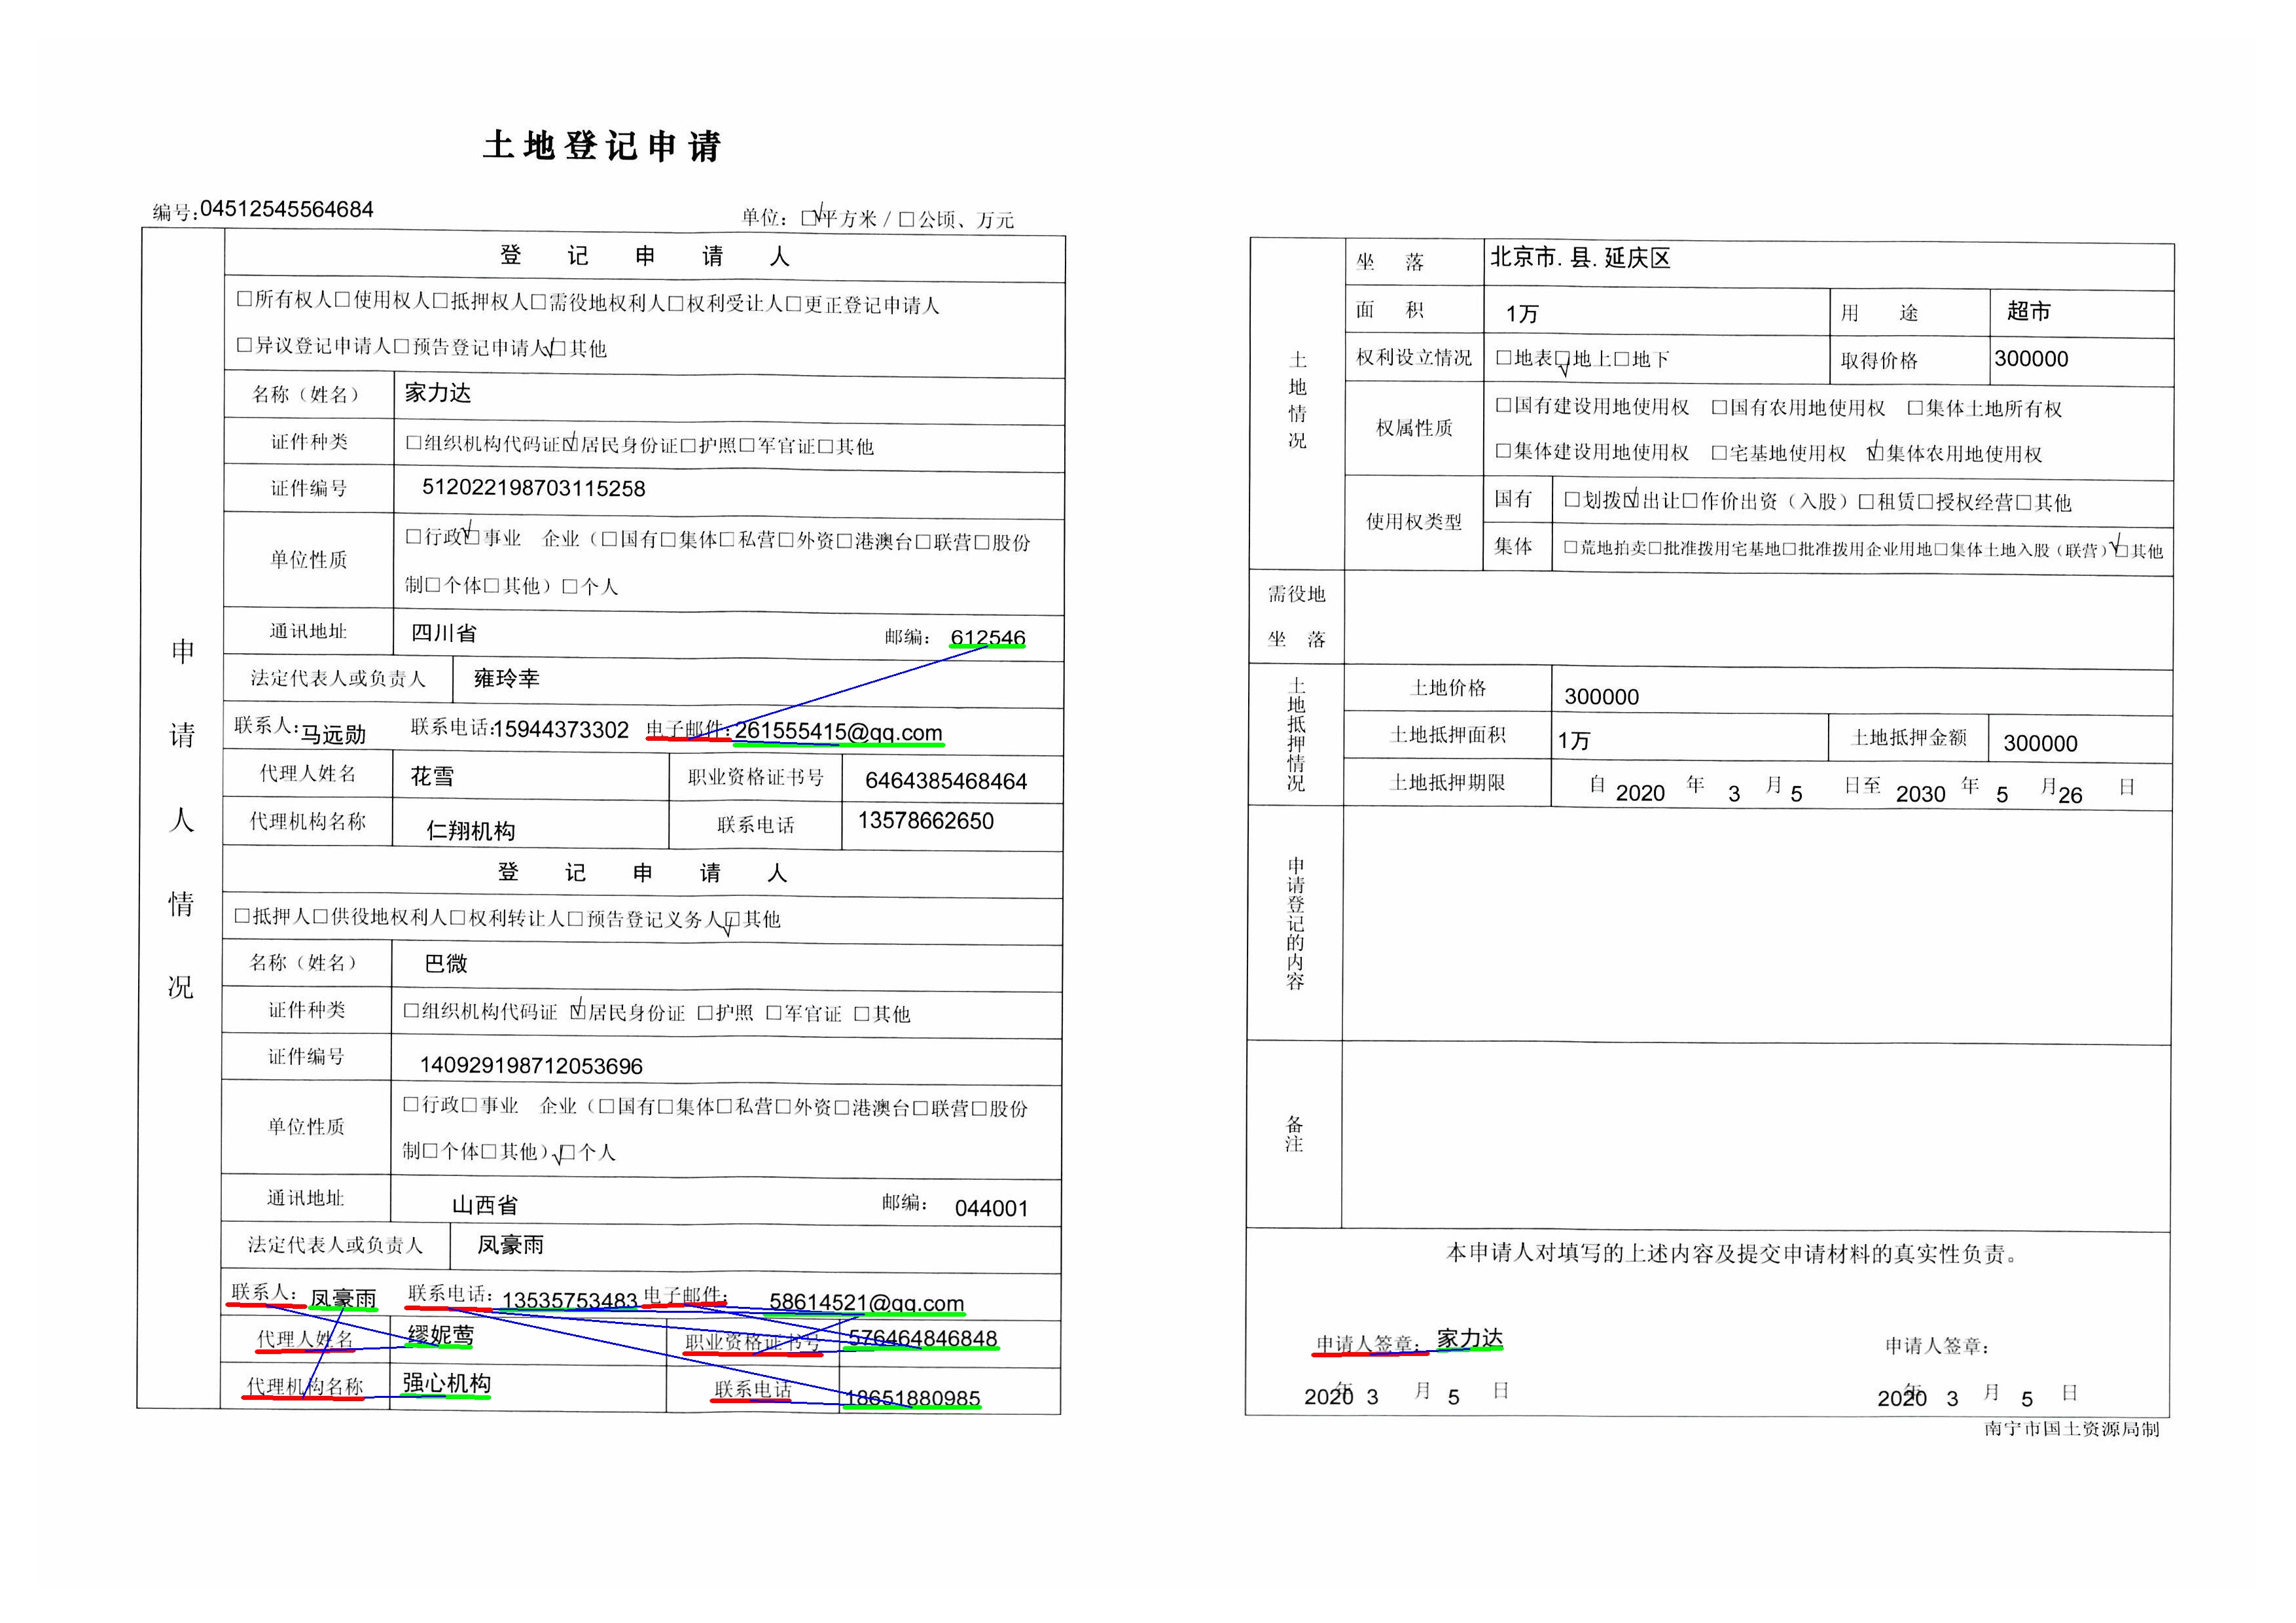 土地登记申请
编号:04512545564684 单位：□√平方米/□公顷、万元
申请人情况
登记申请人
□所有权人□使用权人□抵押权人□需役地权利人□权利受让人□更正登记申请人
□异议登记申请人□预告登记申请人√□其他
名称（姓名） 家力达
证件种类 □组织机构代码证☑居民身份证□护照□军官证□其他
证件编号 512022198703115258
单位性质 □行政☑事业 企业（□国有□集体□私营□外资□港澳台□联营□股份
制□个体□其他）□个人
通讯地址 四川省 邮编： 612546
法定代表人或负责人 雍玲幸
联系人:马远勋 联系电话:15944373302 电子邮件:261555415@qq.com
代理人姓名 花雪 职业资格证书号 6464385468464
代理机构名称 仁翔机构 联系电话 13578662650
登记申请人
□抵押人□供役地权利人□权利转让人□预告登记义务人☑其他
名称（姓名） 巴微
证件种类 □组织机构代码证 ☑居民身份证 □护照 □军官证 □其他
证件编号 140929198712053696
单位性质 □行政□事业 企业（□国有□集体□私营□外资□港澳台□联营□股份
制□个体□其他）☑个人
通讯地址 山西省 邮编： 044001
法定代表人或负责人 凤豪雨
联系人：凤豪雨 联系电话：13535753483 电子邮件：58614521@qq.com
代理人姓名 缪妮莺 职业资格证书号 576464846848
代理机构名称 强心机构 联系电话 18651880985
土地情况
坐落 北京市.县.延庆区
面积 1万 用途 超市
权利设立情况 □地表☑地上□地下 取得价格 300000
权属性质 □国有建设用地使用权 □国有农用地使用权 □集体土地所有权
□集体建设用地使用权 □宅基地使用权 ☑集体农用地使用权
使用权类型 国有 □划拨☑出让□作价出资（入股）□租赁□授权经营□其他
集体 □荒地拍卖□批准拨用宅基地□批准拨用企业用地□集体土地入股（联营）☑其他
需役地
坐落
土地抵押情况
土地价格 300000
土地抵押面积 1万 土地抵押金额 300000
土地抵押期限 自 2020 年 3 月 5 日至 2030 年 5 月 26 日
申请登记的内容
备注
本申请人对填写的上述内容及提交申请材料的真实性负责。
申请人签章：家力达 申请人签章：
2020年 3 月 5 日 2020年 3 月 5 日
南宁市国土资源局制